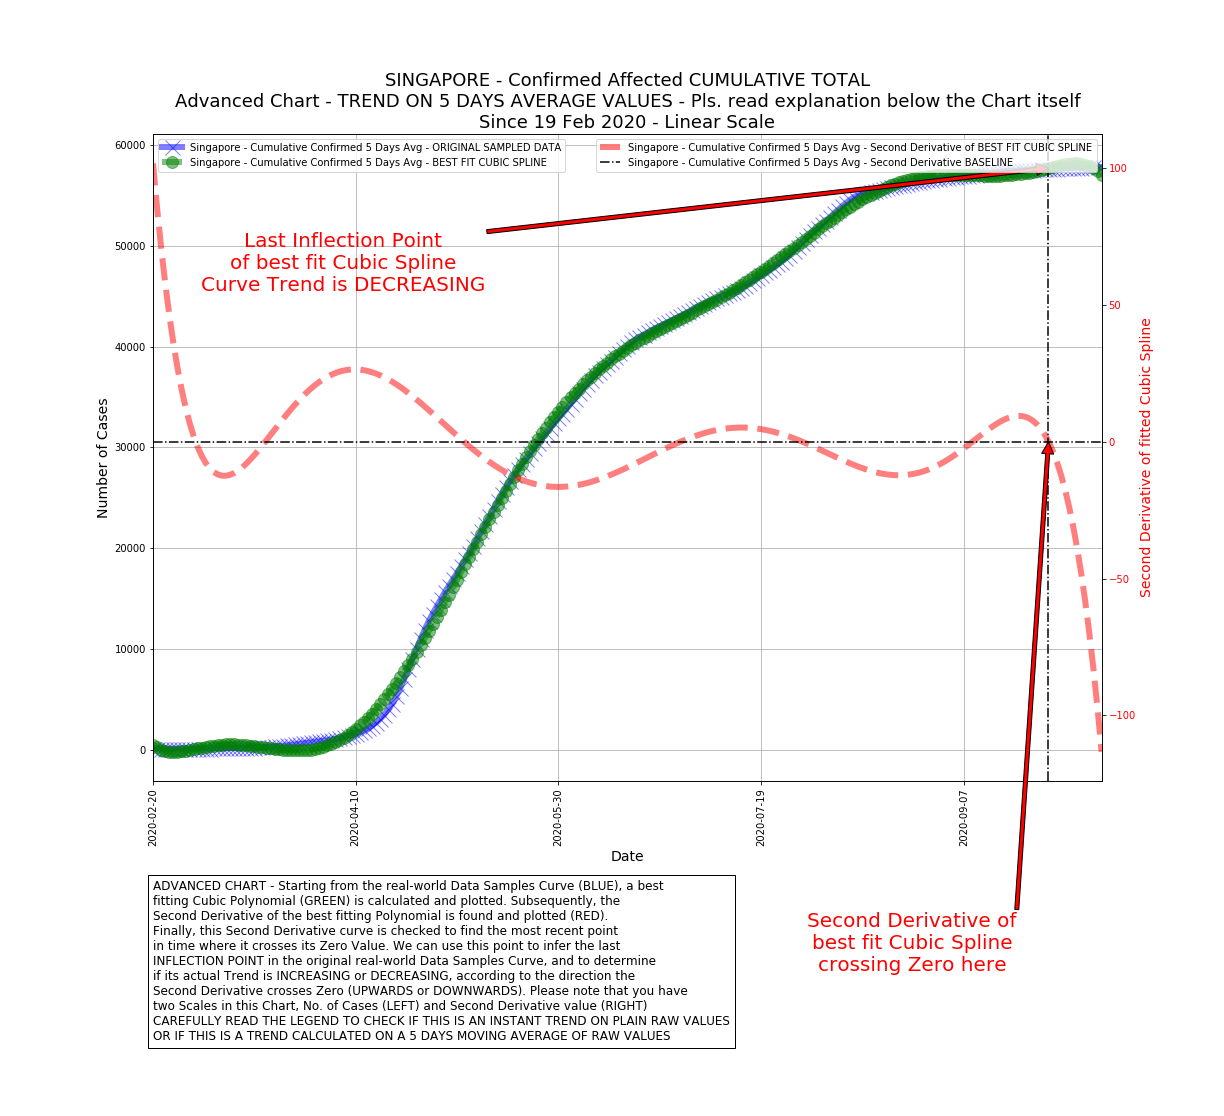 SINGAPORE - Confirmed Affected CUMULATIVE TOTAL
Advanced Chart - TREND ON 5 DAYS AVERAGE VALUES - Pls. read explanation below the Chart itself
Since 19 Feb 2020 - Linear Scale
Singapore - Cumulative Confirmed 5 Days Avg - ORIGINAL SAMPLED DATA
Singapore - Cumulative Confirmed 5 Days Avg - BEST FIT CUBIC SPLINE
Singapore - Cumulative Confirmed 5 Days Avg - Second Derivative of BEST FIT CUBIC SPLINE
Singapore - Cumulative Confirmed 5 Days Avg - Second Derivative BASELINE
60000
50000
40000
30000
20000
10000
0
Number of Cases
100
50
0
−50
−100
Second Derivative of fitted Cubic Spline
Last Inflection Point
of best fit Cubic Spline
Curve Trend is DECREASING
2020-02-20
2020-04-10
2020-05-30
2020-07-19
2020-09-07
Date
ADVANCED CHART - Starting from the real-world Data Samples Curve (BLUE), a best
fitting Cubic Polynomial (GREEN) is calculated and plotted. Subsequently, the
Second Derivative of the best fitting Polynomial is found and plotted (RED).
Finally, this Second Derivative curve is checked to find the most recent point
in time where it crosses its Zero Value. We can use this point to infer the last
INFLECTION POINT in the original real-world Data Samples Curve, and to determine
if its actual Trend is INCREASING or DECREASING, according to the direction the
Second Derivative crosses Zero (UPWARDS or DOWNWARDS). Please note that you have
two Scales in this Chart, No. of Cases (LEFT) and Second Derivative value (RIGHT)
CAREFULLY READ THE LEGEND TO CHECK IF THIS IS AN INSTANT TREND ON PLAIN RAW VALUES
OR IF THIS IS A TREND CALCULATED ON A 5 DAYS MOVING AVERAGE OF RAW VALUES
Second Derivative of
best fit Cubic Spline
crossing Zero here